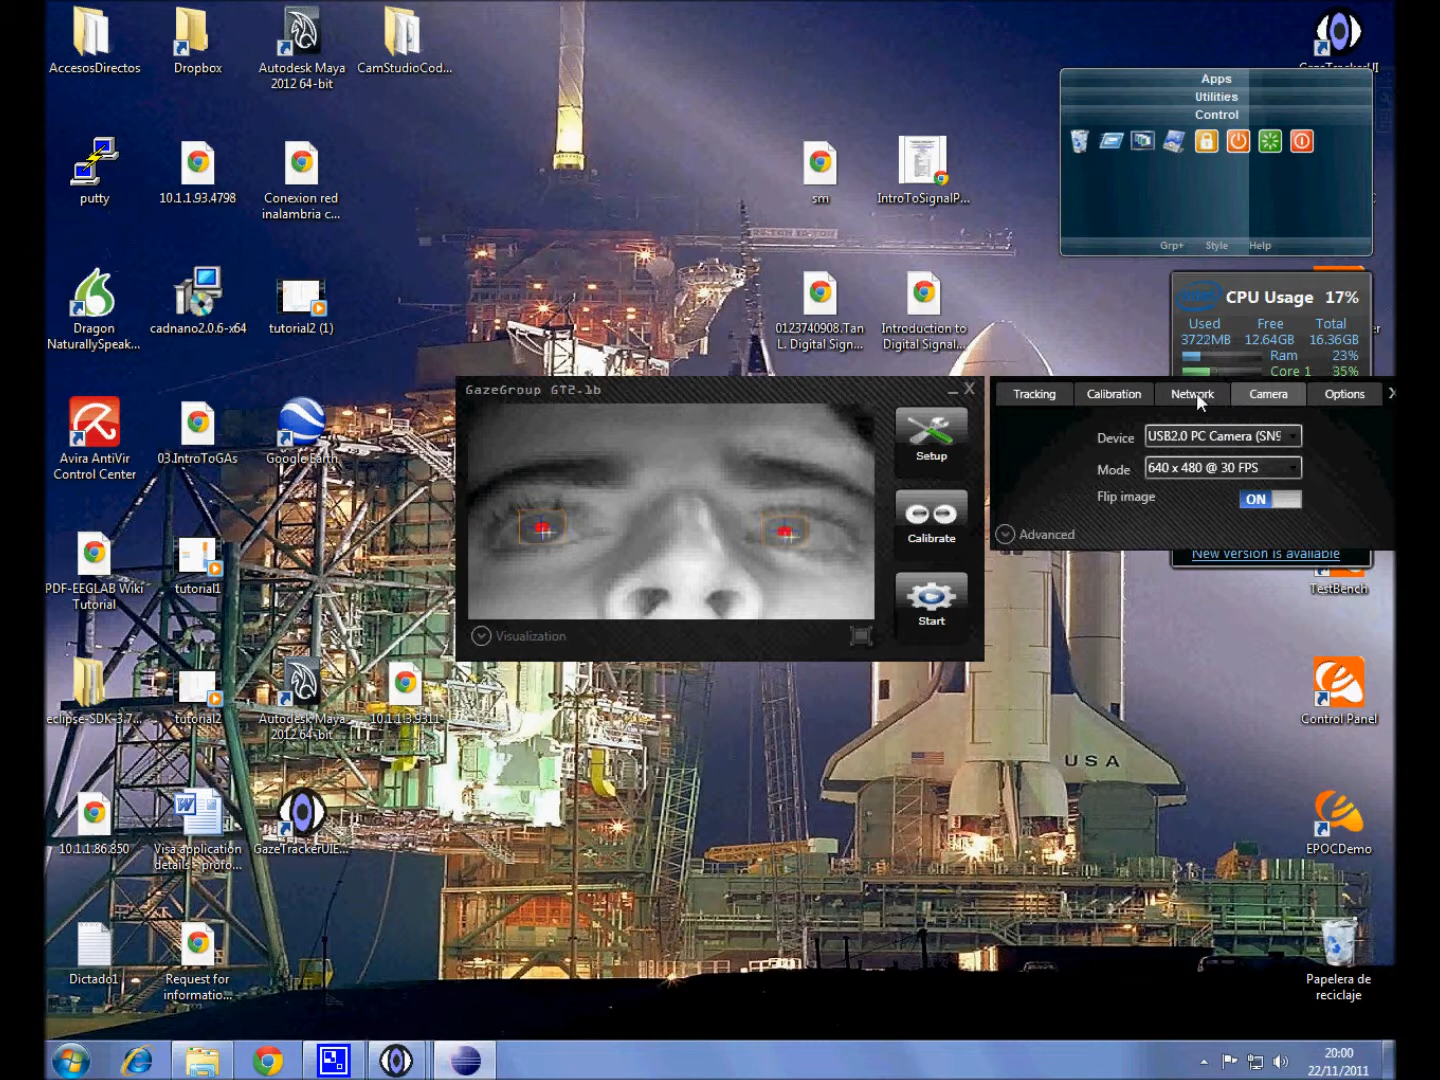 AccesosDirectos
Dropbox
Autodesk Maya
2012 64-bit
CamStudioCod...
putty
10.1.1.93.4798
Conexion red
inalambria c...
sm
IntroToSignalP...
Dragon
NaturallySpeak...
cadnano2.0.6-x64
tutorial2 (1)
0123740908.Tan
L. Digital Sign...
Introduction to
Digital Signal...
Apps
Utilities
Control
Grp+
Style
Help
CPU Usage 17%
Used
Free
Total
3722MB
12.64GB
16.36GB
Ram
23%
Core 1
35%
Avira AntiVir
Control Center
03.IntroToGAs
Google Earth
GazeGroup GT2.1b
Setup
Calibrate
Start
Visualization
Tracking
Calibration
Network
Camera
Options
X
Device
USB2.0 PC Camera (SN9
Mode
640 x 480 @ 30 FPS
Flip image
ON
Advanced
New version is available
TestBench
PDF-EEGLAB Wiki
Tutorial
tutorial1
eclipse-SDK-3.7...
tutorial2
Autodesk Maya
2012 64-bit
10.1.1.3.9311-
Control Panel
USA
10.1.1.86.350
Visa application
details - profo...
GazeTrackerUIE...
EPOCDemo
Dictado1
Request for
informatio...
Papelera de
reciclaje
20:00
22/11/2011